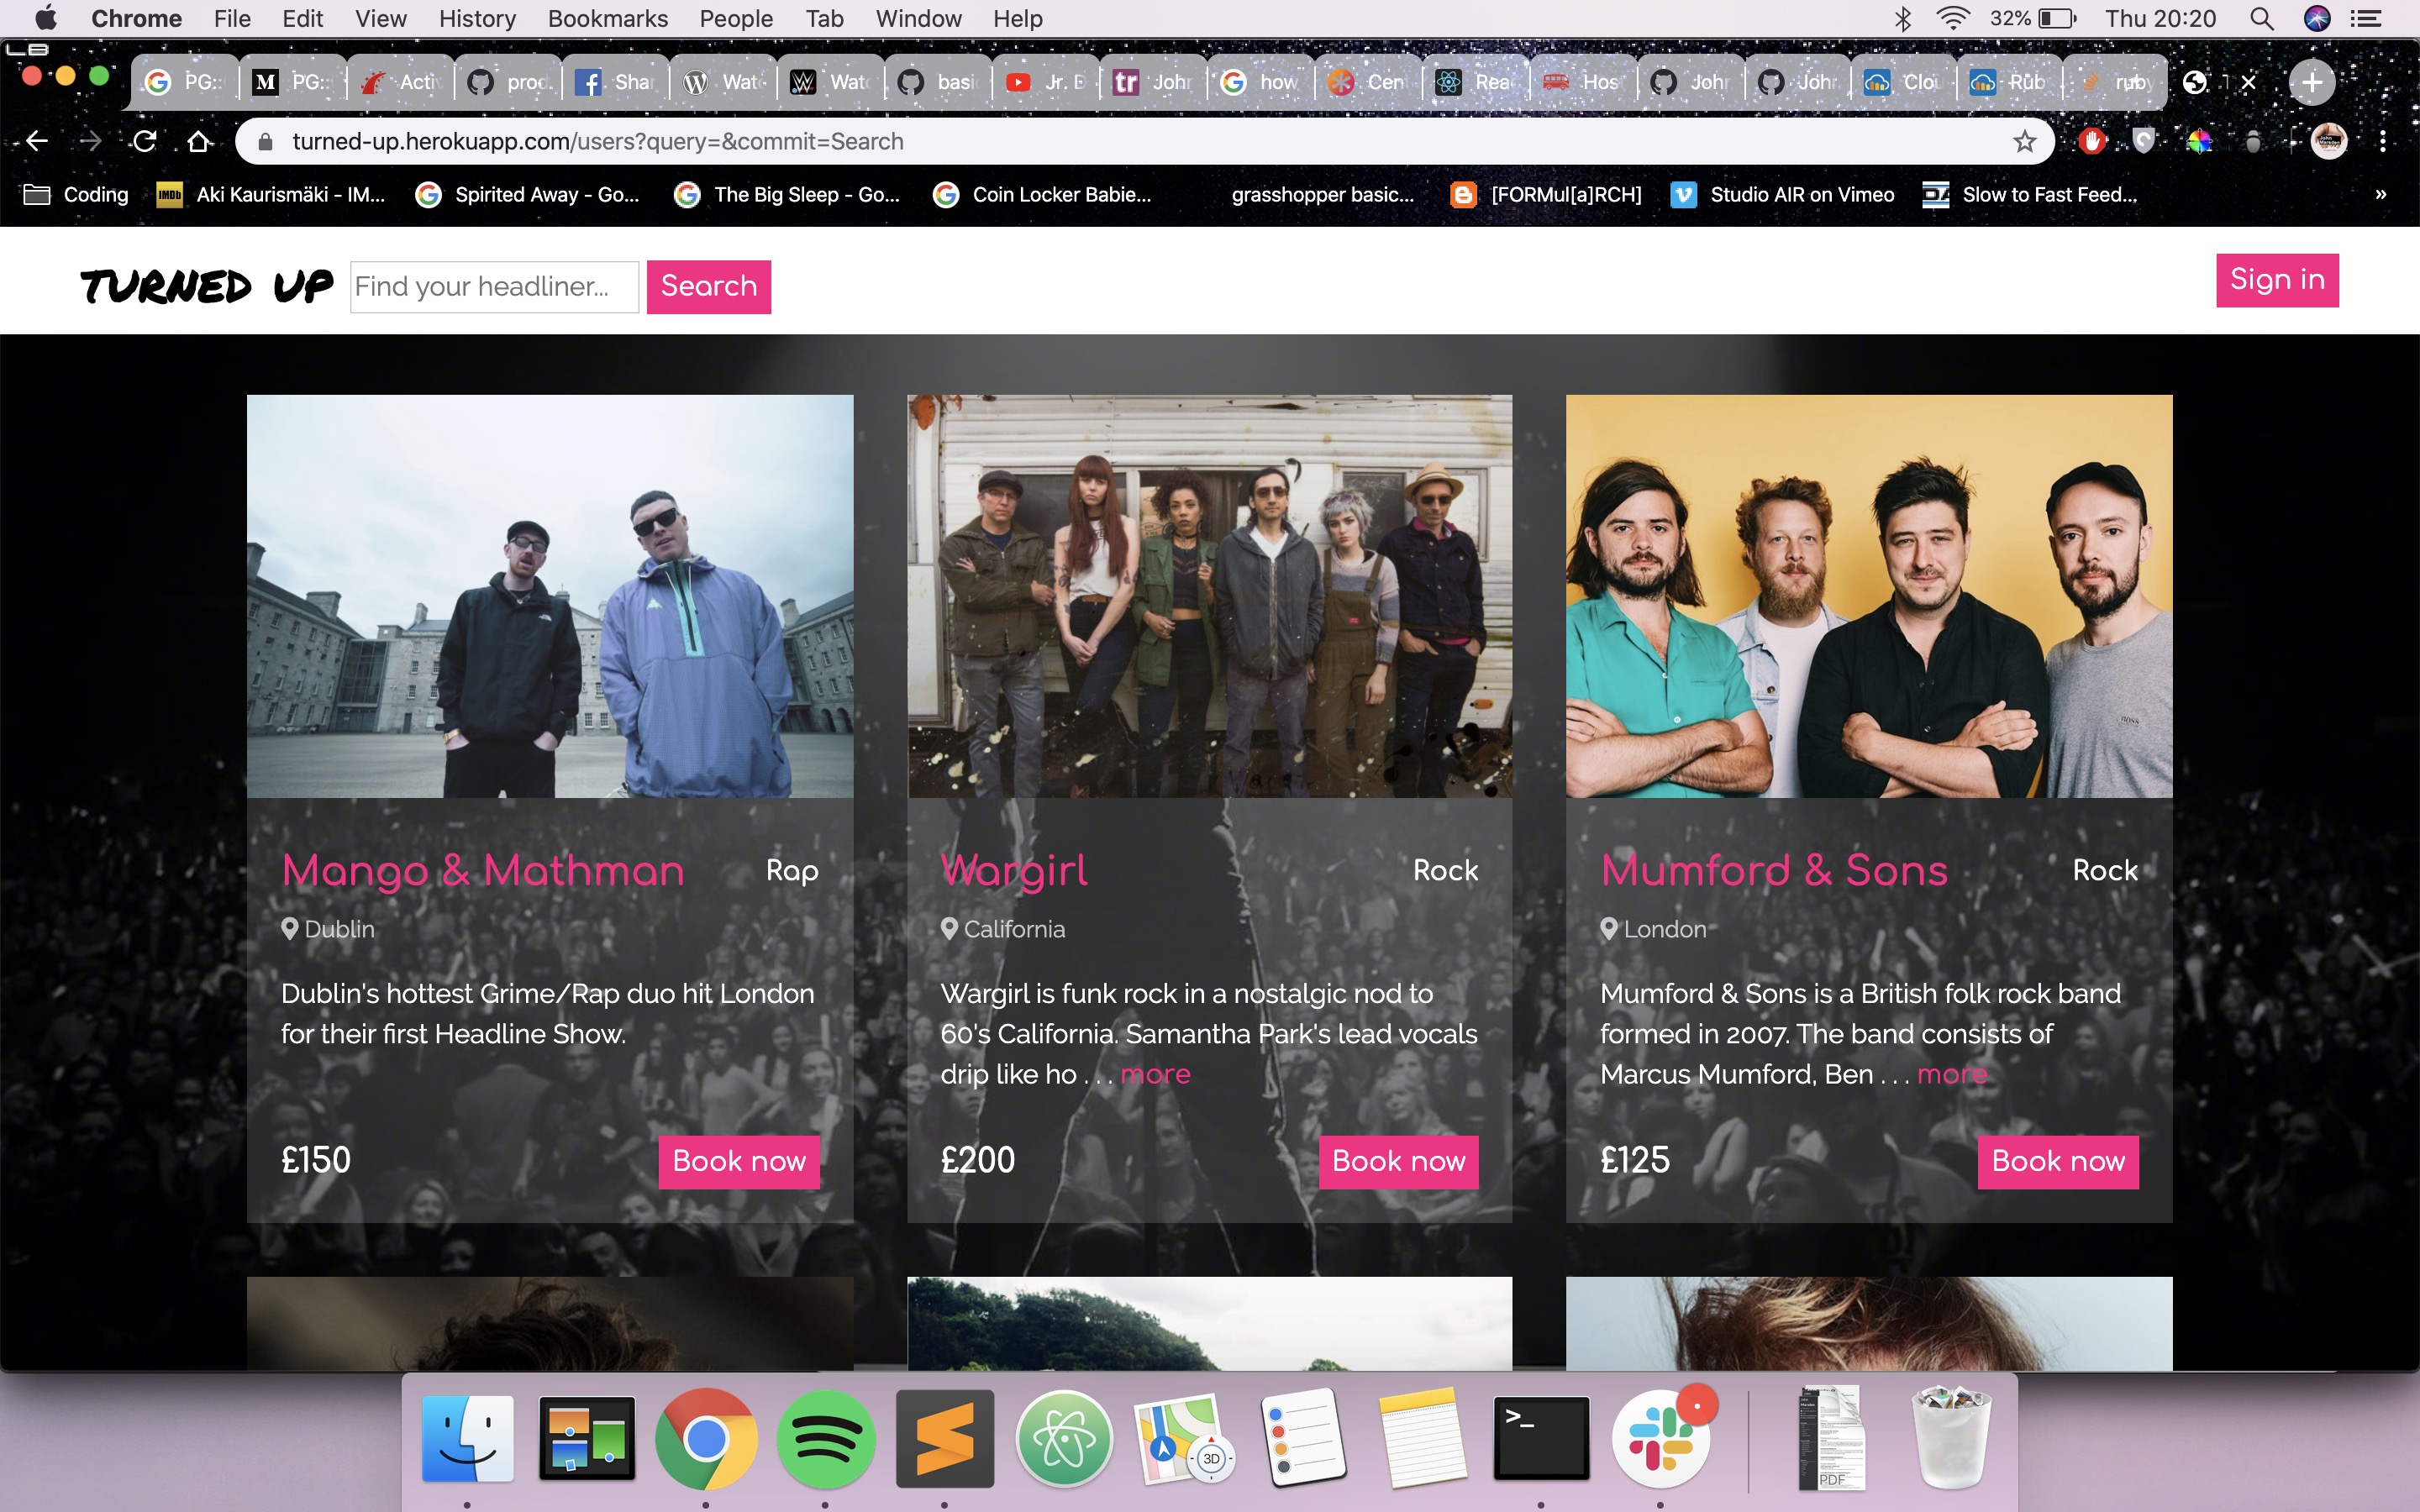 Chrome File Edit View History Bookmarks People Tab Window Help 32% Thu 20:20
PG:: PG:: Acti prod. Sha Wat Wat basi Jr. D Joh how Cen Rea Hos Joh Joh Clou Rub ruby
turned-up.herokuapp.com/users?query=&commit=Search
Coding IMDb Aki Kaurismäki - IM... Spirited Away - Go... The Big Sleep - Go... Coin Locker Babie... grasshopper basic... [FORMul[a]RCH] Studio AIR on Vimeo Slow to Fast Feed... »
TURNED UP Find your headliner... Search Sign in
Mango & Mathman Rap
Dublin
Dublin's hottest Grime/Rap duo hit London
for their first Headline Show.
£150 Book now
Wargirl Rock
California
Wargirl is funk rock in a nostalgic nod to
60's California. Samantha Park's lead vocals
drip like ho . . . more
£200 Book now
BOSS
Mumford & Sons Rock
London
Mumford & Sons is a British folk rock band
formed in 2007. The band consists of
Marcus Mumford, Ben . . . more
£125 Book now
3D
>_
PDF